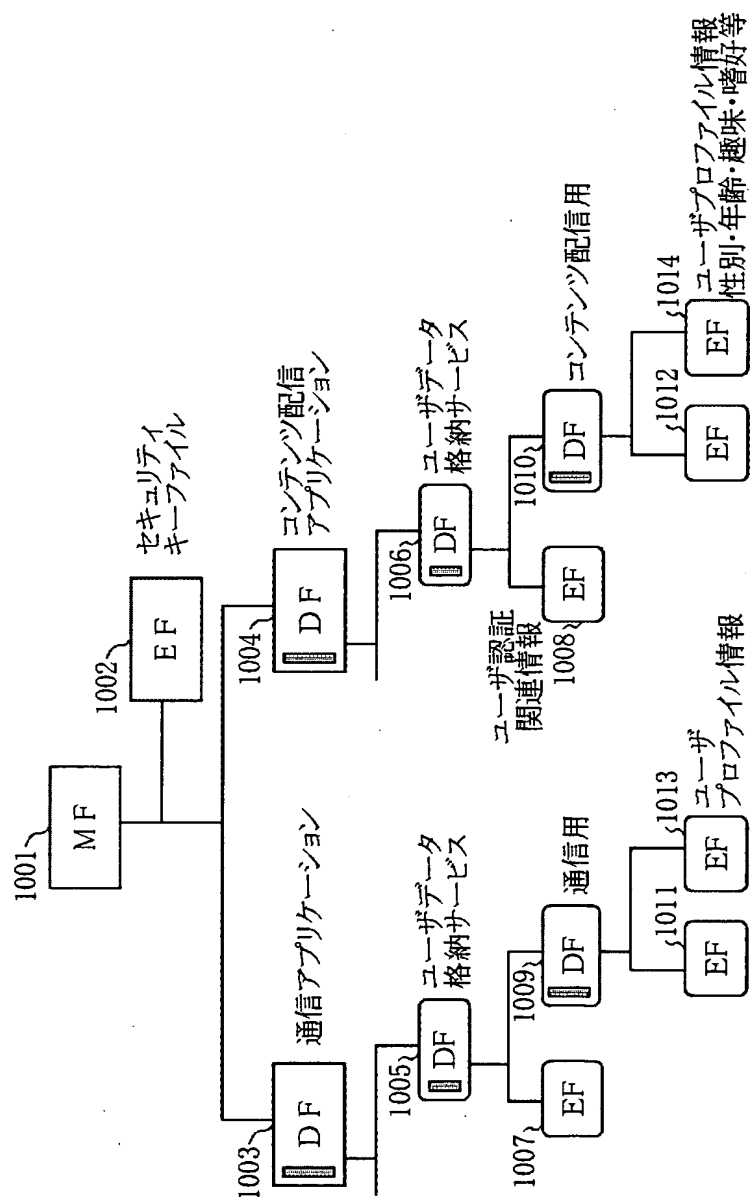 1001
MF
1002
EF
セキュリティ
キーファイル
1003
DF
通信アプリケーション
1004
DF
コンテンツ配信
アプリケーション
1005
DF
ユーザデータ
格納サービス
1006
DF
ユーザデータ
格納サービス
1007
EF
1009
DF
通信用
ユーザ認証
関連情報
1008
EF
1010
DF
コンテンツ配信用
1011
EF
1013
EF
ユーザ
プロファイル情報
1012
EF
1014
EF
ユーザプロファイル情報
性別・年齢・趣味・嗜好等